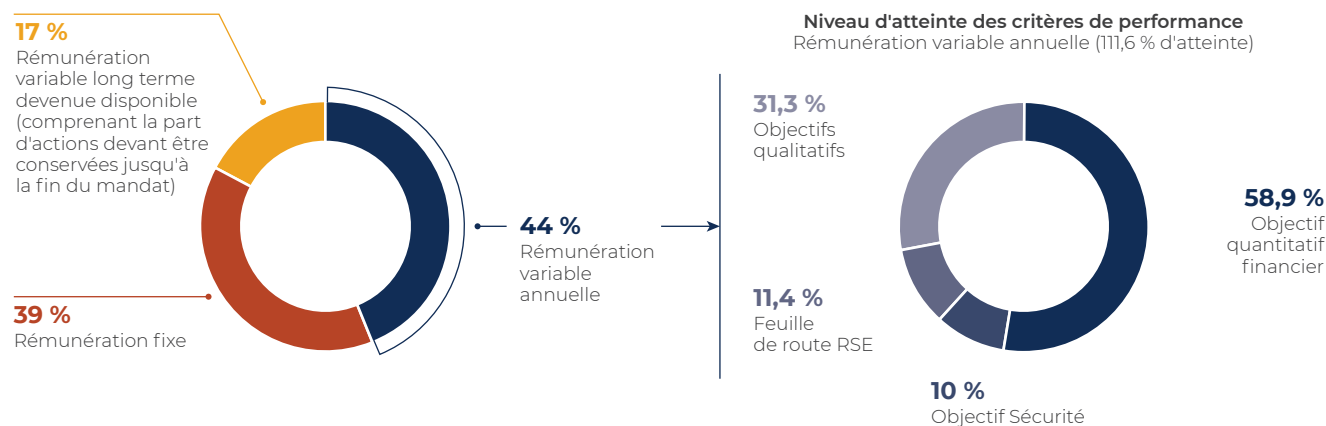 17 %
Rémunération
variable long terme
devenue disponible
(comprenant la part
d'actions devant être
conservées jusqu'à
la fin du mandat)
39 %
Rémunération fixe
44 %
Rémunération
variable
annuelle
Niveau d'atteinte des critères de performance
Rémunération variable annuelle (111,6 % d'atteinte)
31,3 %
Objectifs
qualitatifs
58,9 %
Objectif
quantitatif
financier
11,4 %
Feuille
de route RSE
10 %
Objectif Sécurité